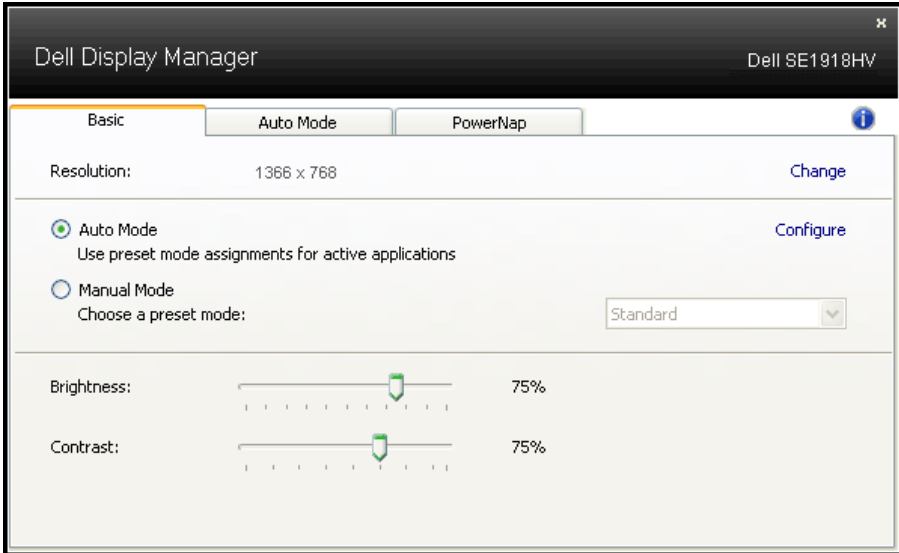 Dell Display Manager
Dell SE1918HV
Basic
Auto Mode
PowerNap
Resolution:
1366 x 768
Change
Auto Mode
Configure
Use preset mode assignments for active applications
Manual Mode
Choose a preset mode:
Standard
Brightness:
75%
Contrast:
75%